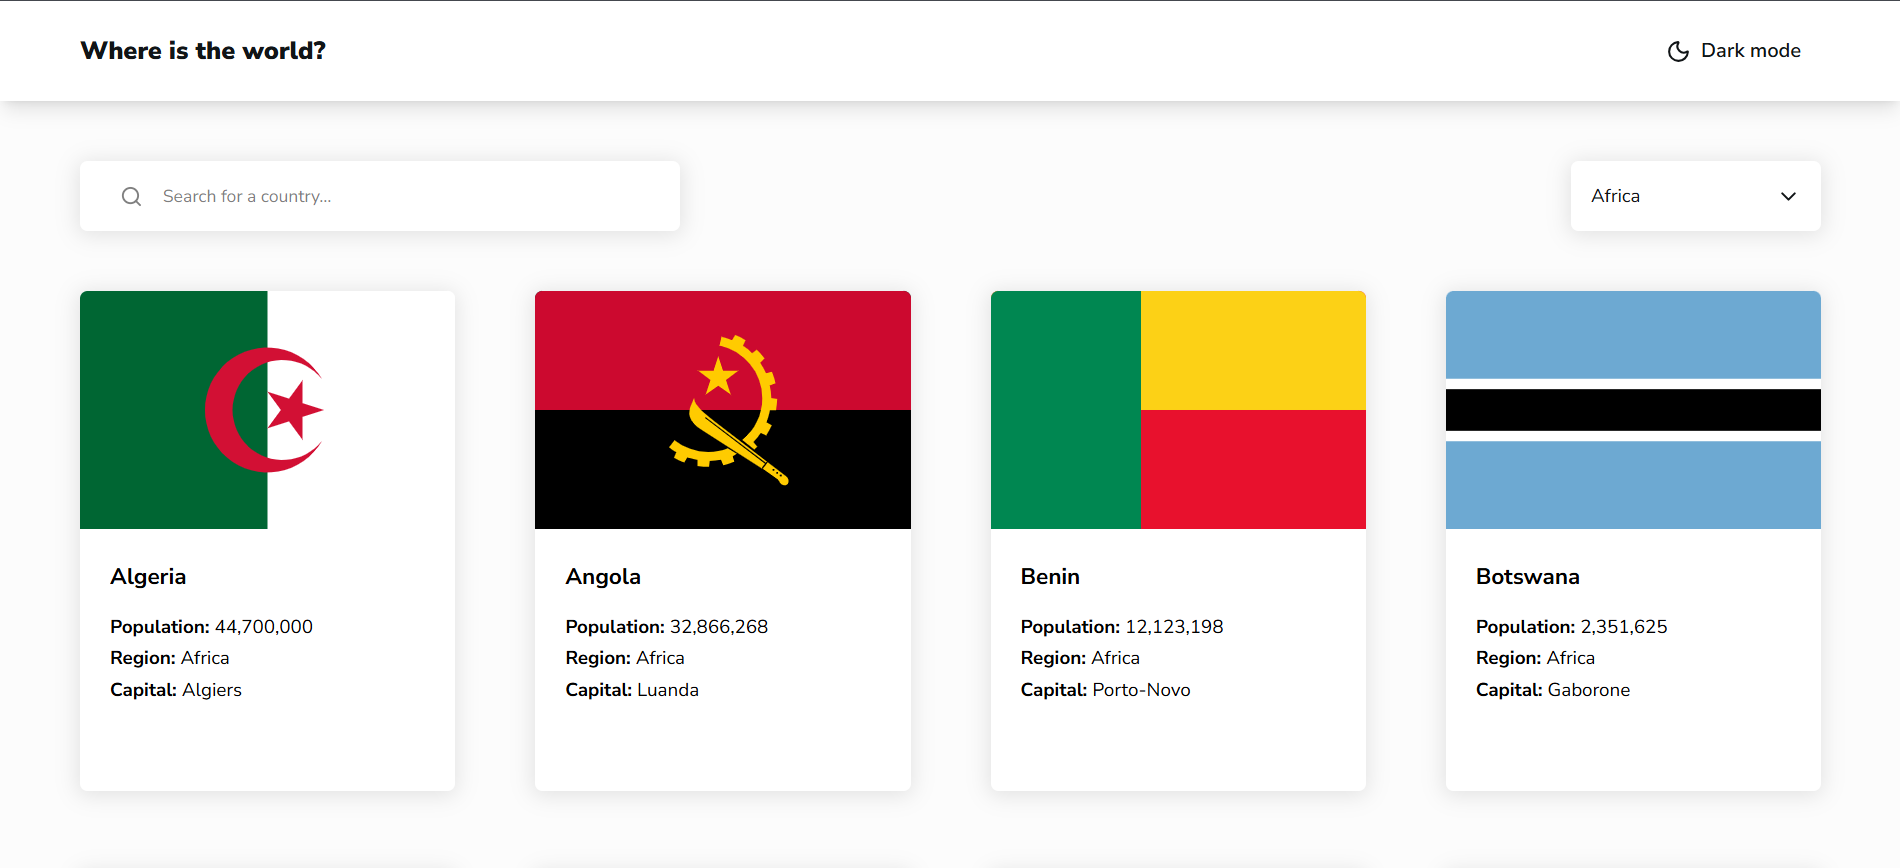 Where is the world?
Dark mode
Search for a country...
Africa
Algeria
Population: 44,700,000
Region: Africa
Capital: Algiers
Angola
Population: 32,866,268
Region: Africa
Capital: Luanda
Benin
Population: 12,123,198
Region: Africa
Capital: Porto-Novo
Botswana
Population: 2,351,625
Region: Africa
Capital: Gaborone